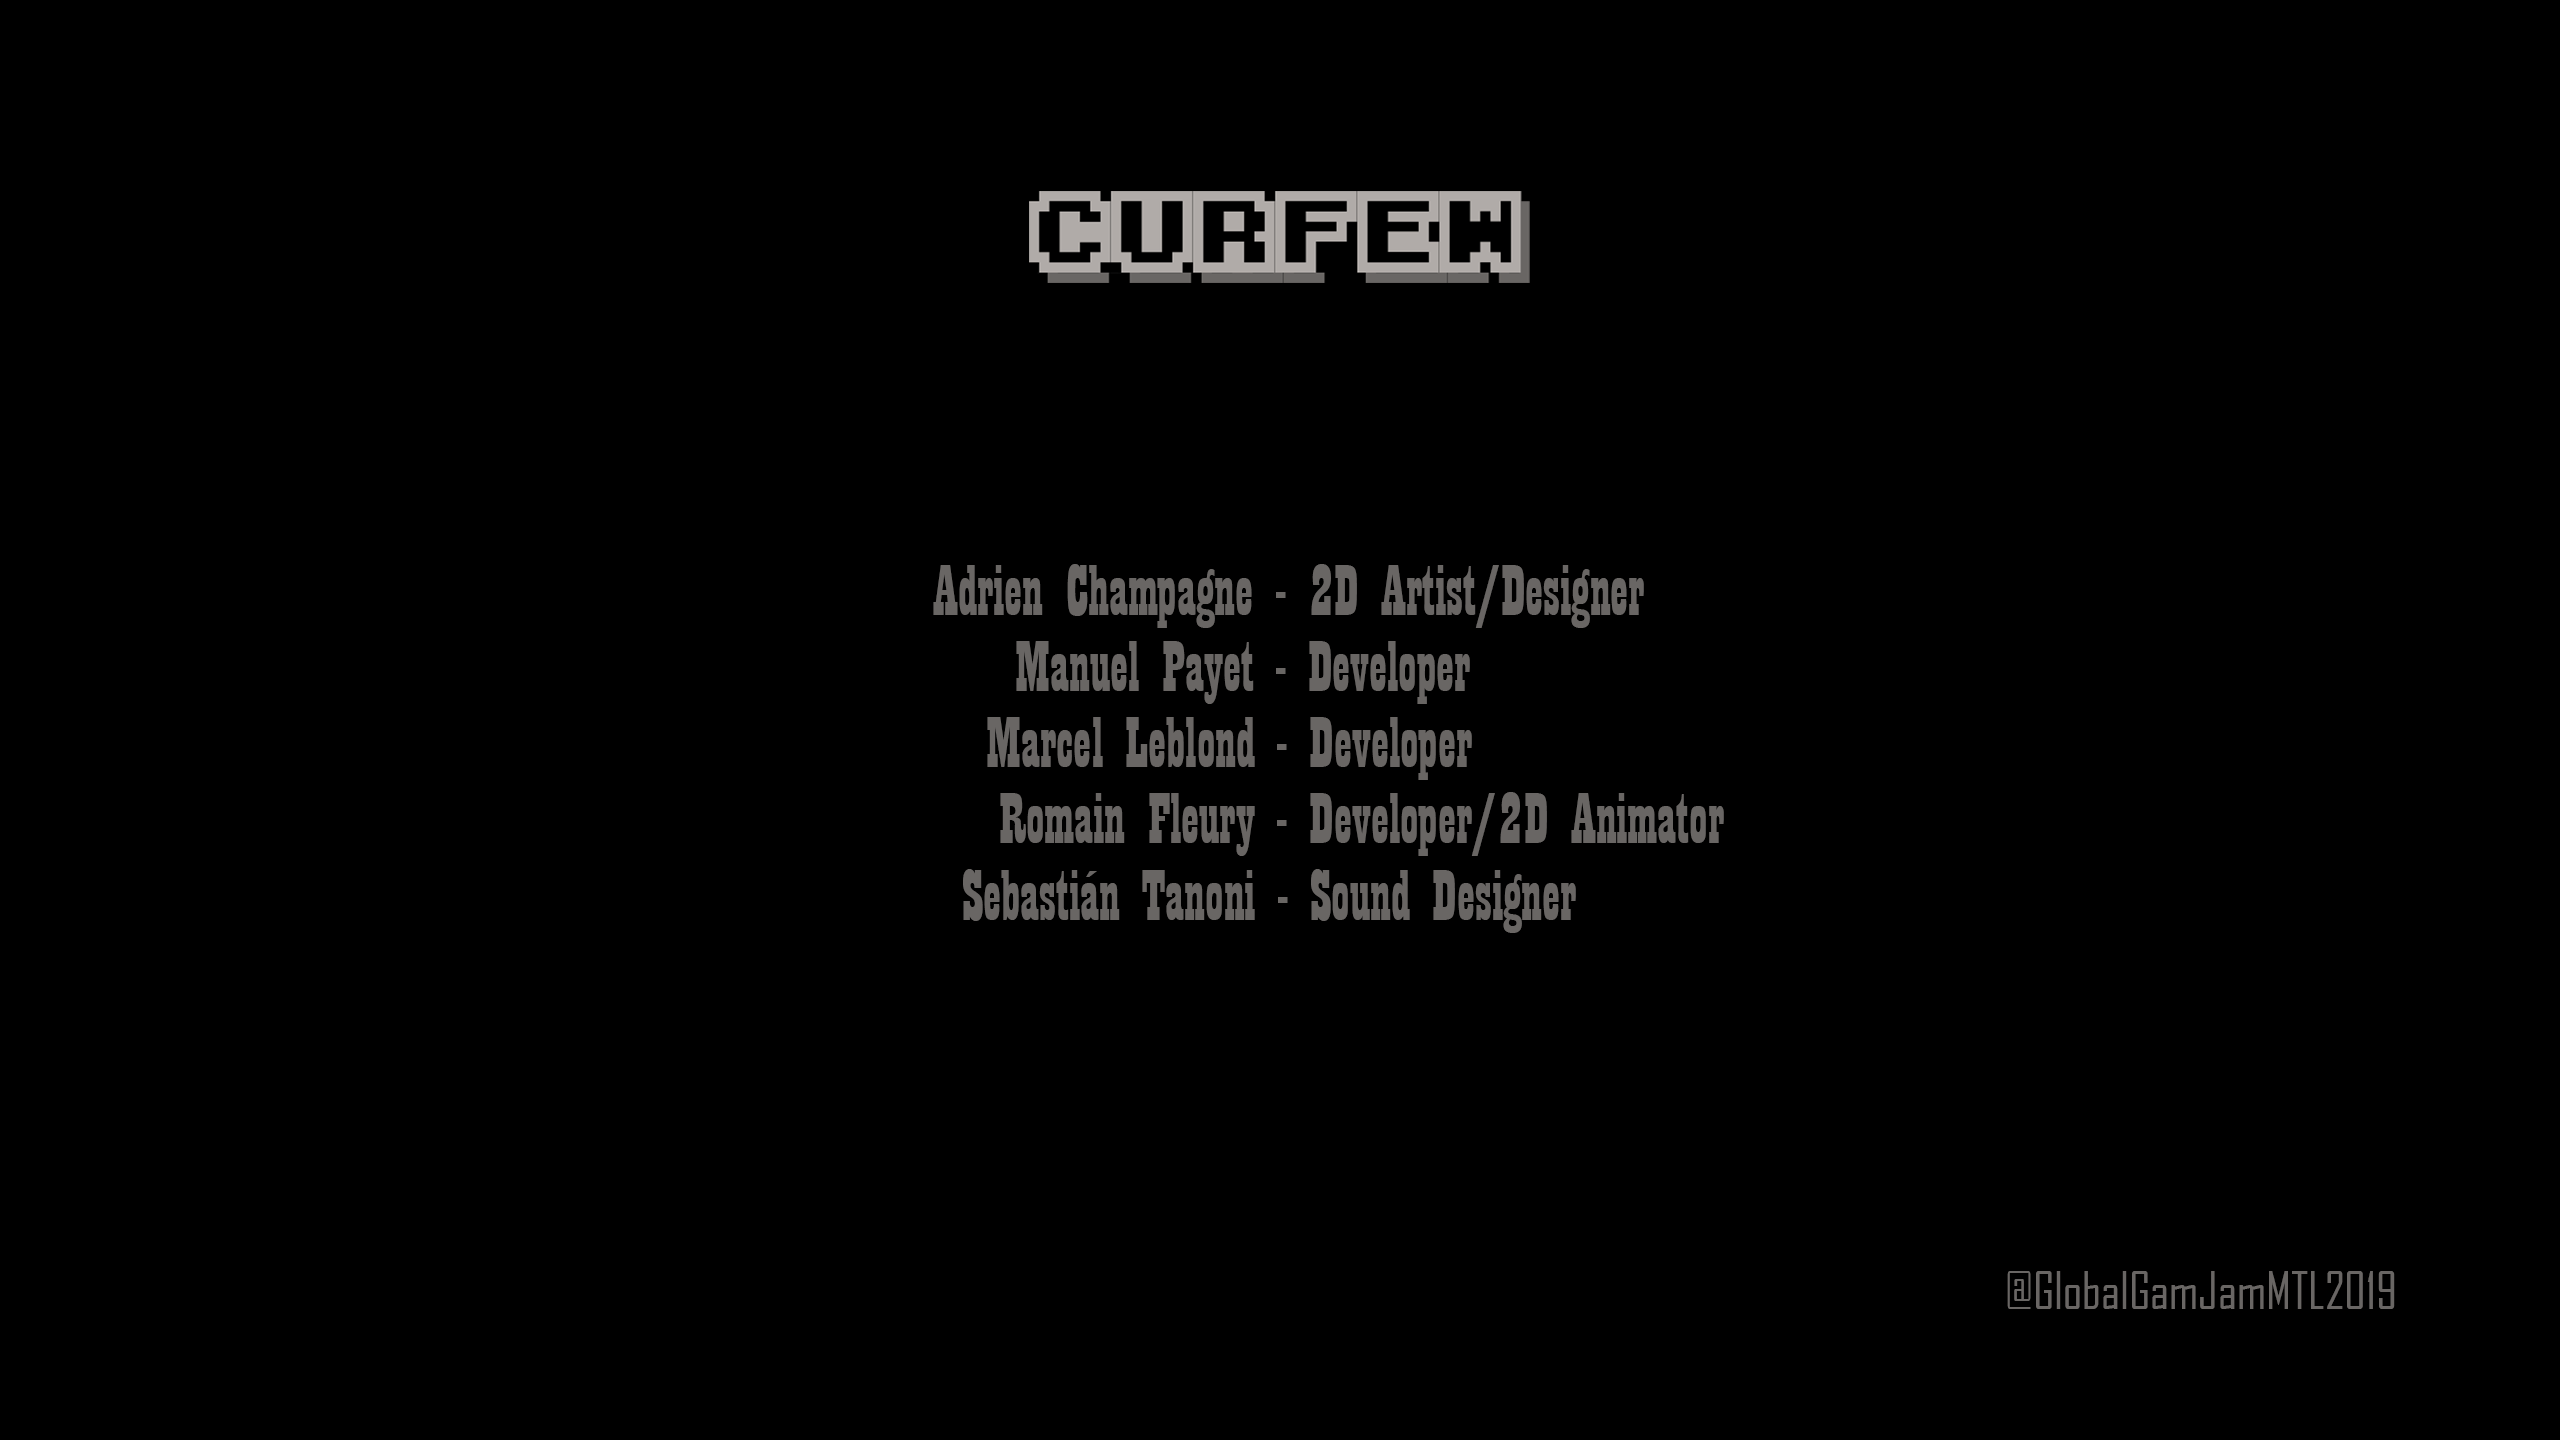 CURFEW
Adrien Champagne - 2D Artist/Designer
Manuel Payet - Developer
Marcel Leblond - Developer
Romain Fleury - Developer/2D Animator
Sebastián Tanoni - Sound Designer
@GlobalGamJamMTL2019